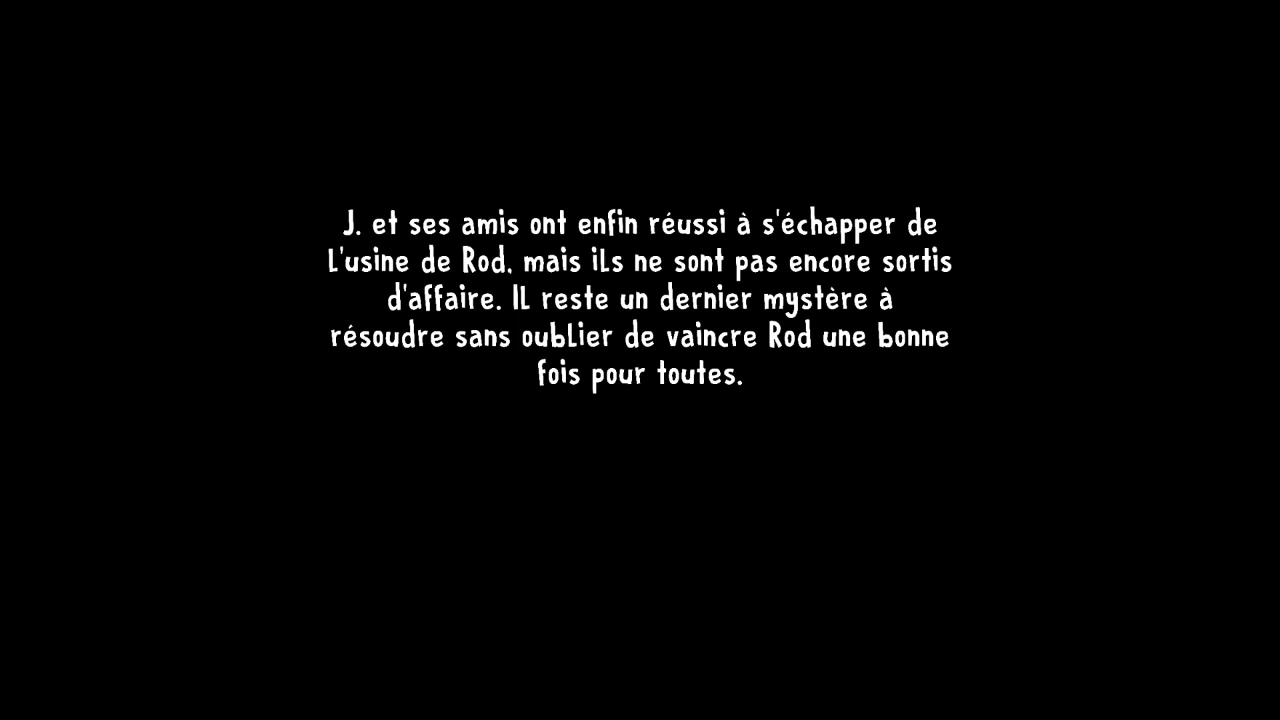 J. et ses amis ont enfin réussi à s'échapper de
L'usine de Rod, mais ils ne sont pas encore sortis
d'affaire. Il reste un dernier mystère à
résoudre sans oublier de vaincre Rod une bonne
fois pour toutes.